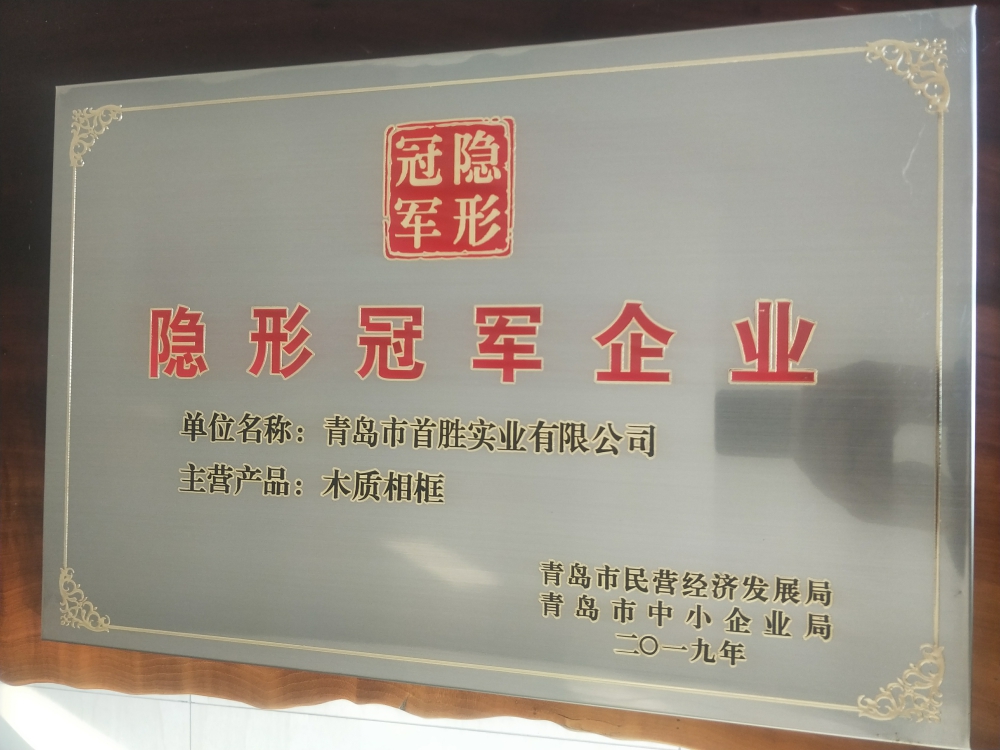 隐形
冠军
隐形冠军企业
单位名称：青岛市首胜实业有限公司
主营产品：木质相框
青岛市民营经济发展局
青岛市中小企业局
二〇一九年